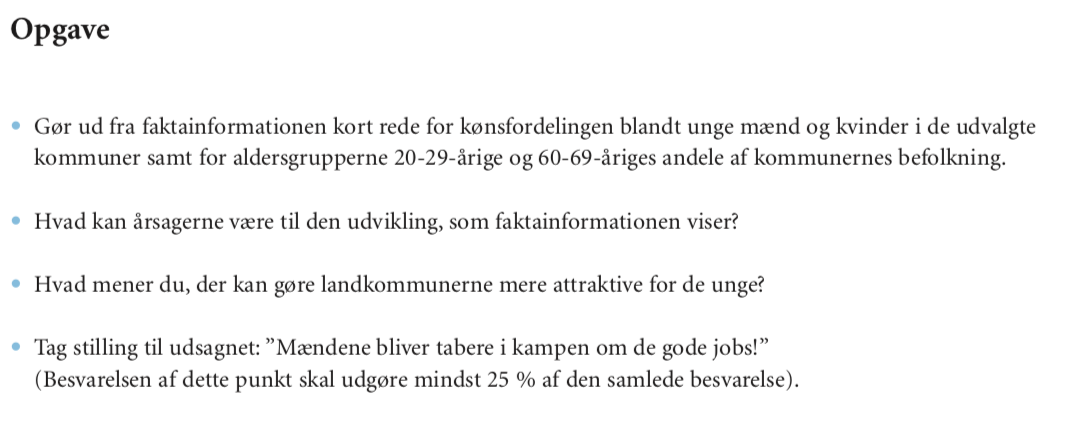 Opgave
• Gør ud fra faktainformationen kort rede for kønsfordelingen blandt unge mænd og kvinder i de udvalgte
kommuner samt for aldersgrupperne 20-29-årige og 60-69-åriges andele af kommunernes befolkning.
• Hvad kan årsagerne være til den udvikling, som faktainformationen viser?
• Hvad mener du, der kan gøre landkommunerne mere attraktive for de unge?
• Tag stilling til udsagnet: ”Mændene bliver tabere i kampen om de gode jobs!”
(Besvarelsen af dette punkt skal udgøre mindst 25 % af den samlede besvarelse).